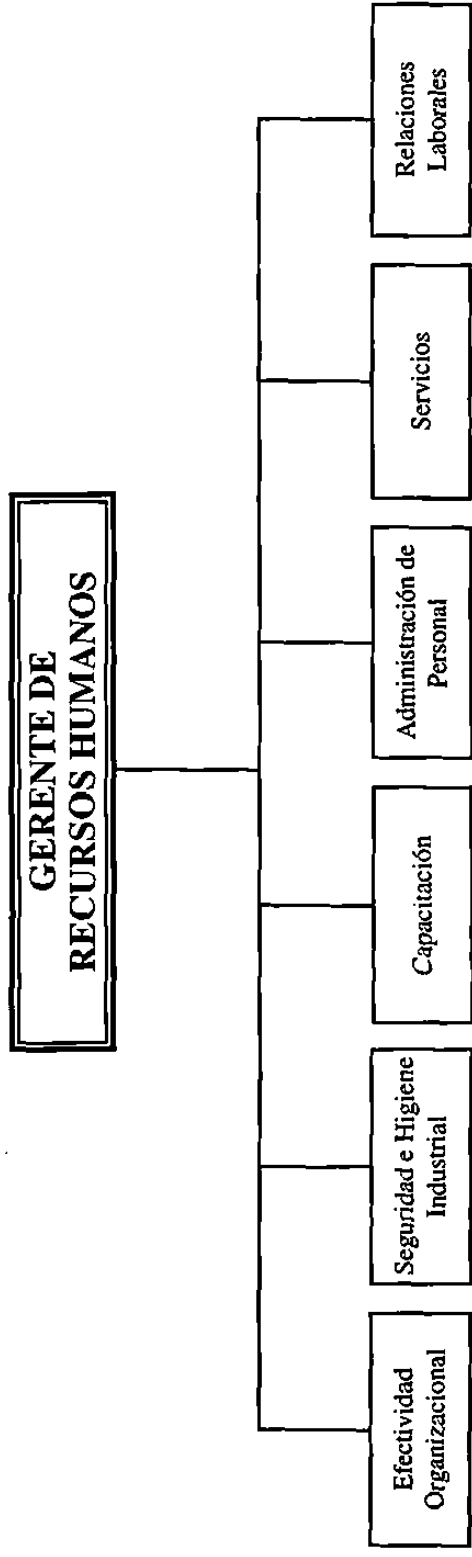 GERENTE DE
RECURSOS HUMANOS
Efectividad
Organizacional
Seguridad e Higiene
Industrial
Capacitación
Administración de
Personal
Servicios
Relaciones
Laborales